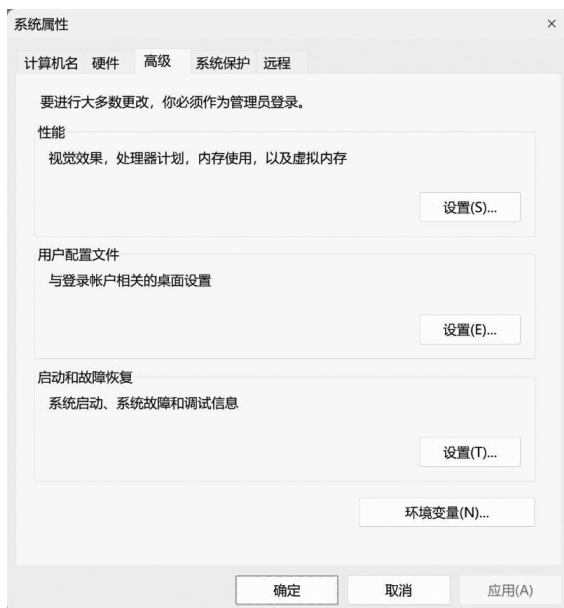 系统属性
计算机名 硬件 高级 系统保护 远程
要进行大多数更改，你必须作为管理员登录。
性能
视觉效果，处理器计划，内存使用，以及虚拟内存
设置(S)...
用户配置文件
与登录帐户相关的桌面设置
设置(E)...
启动和故障恢复
系统启动、系统故障和调试信息
设置(T)...
环境变量(N)...
确定 取消 应用(A)